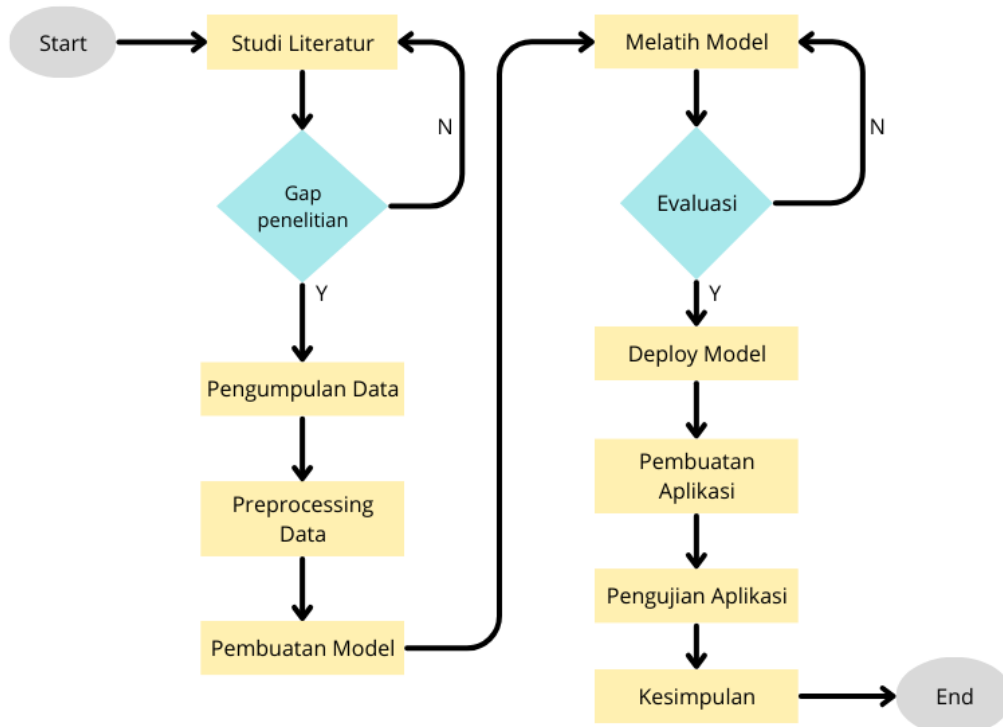 Start
Studi Literatur
N
Gap
penelitian
Y
Pengumpulan Data
Preprocessing
Data
Pembuatan Model
Melatih Model
N
Evaluasi
Y
Deploy Model
Pembuatan
Aplikasi
Pengujian Aplikasi
Kesimpulan
End